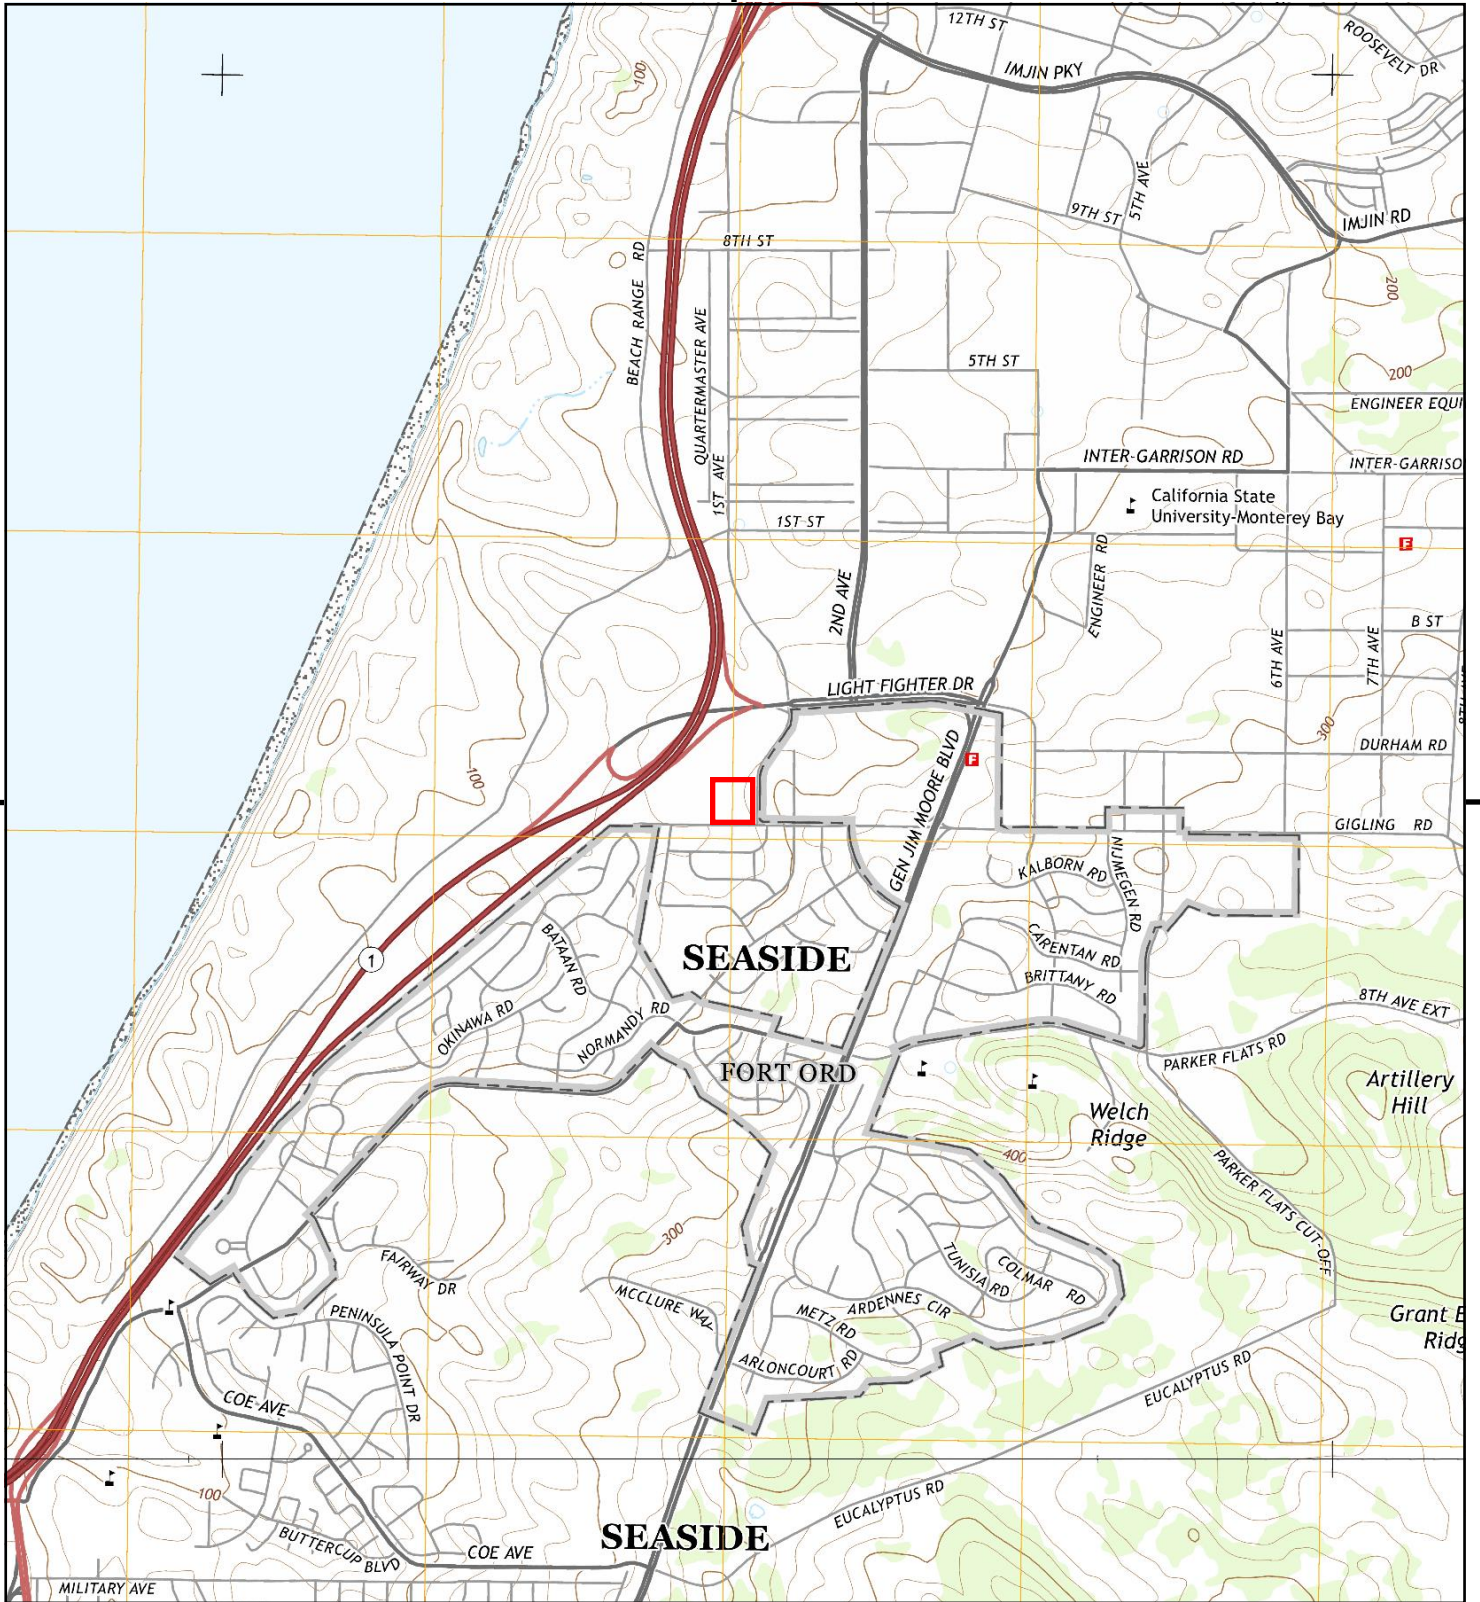 12TH ST
ROOSEVELT DR
IMJIN PKY
100
5TH AVE
9TH ST
IMJIN RD
8TH ST
BEACH RANGE RD
200
QUARTERMASTER AVE
5TH ST
200
ENGINEER EQUI
INTER-GARRISON RD
INTER-GARRISO
1ST AVE
California State
University-Monterey Bay
1ST ST
F
ENGINEER RD
2ND AVE
B ST
6TH AVE
7TH AVE
LIGHT FIGHTER DR
300
DURHAM RD
GEN JIM MOORE BLVD
F
100
GIGLING RD
KALBORN RD
NIJMEGEN RD
1
BATAAN RD
SEASIDE
CARENTAN RD
BRITTANY RD
OKINAWA RD
NORMANDY RD
8TH AVE EXT
PARKER FLATS RD
FORT ORD
Artillery
Hill
Welch
Ridge
400
PARKER FLATS CUT-OFF
300
FAIRWAY DR
TUNISIA RD
COLMAR RD
MCCLURE WAY
ARDENNES CIR
METZ RD
PENINSULA POINT DR
Grant E
Ridg
ARLONCOURT RD
EUCALYPTUS RD
COE AVE
100
EUCALYPTUS RD
SEASIDE
BUTTERCUP BLVD
COE AVE
MILITARY AVE